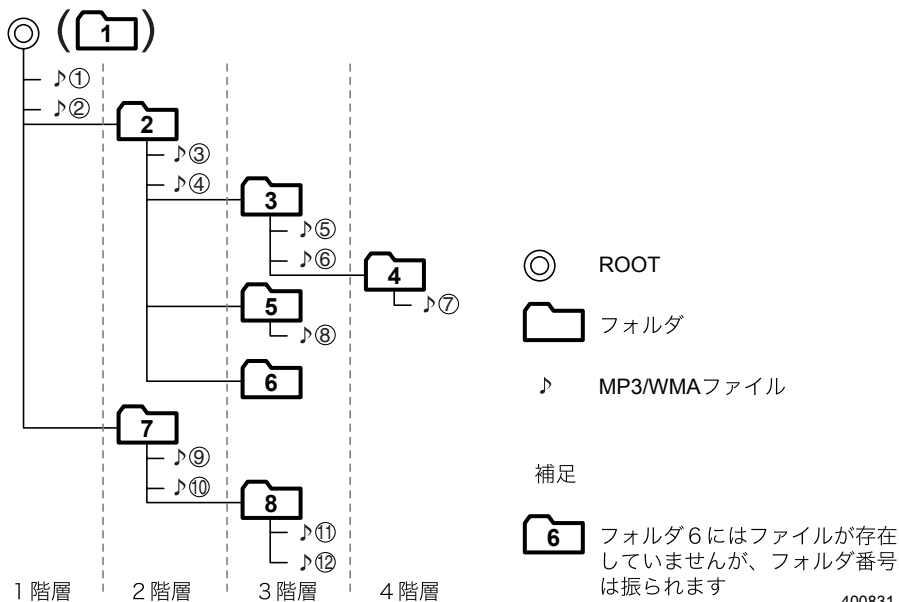 (1)
♪①
♪②
2
♪③
♪④
3
♪⑤
♪⑥
4
♪⑦
5
♪⑧
6
7
♪⑨
♪⑩
8
♪⑪
♪⑫
1階層 2階層 3階層 4階層
ROOT
フォルダ
♪ MP3/WMAファイル
補足
6 フォルダ6にはファイルが存在
していませんが、フォルダ番号
は振られます
400831